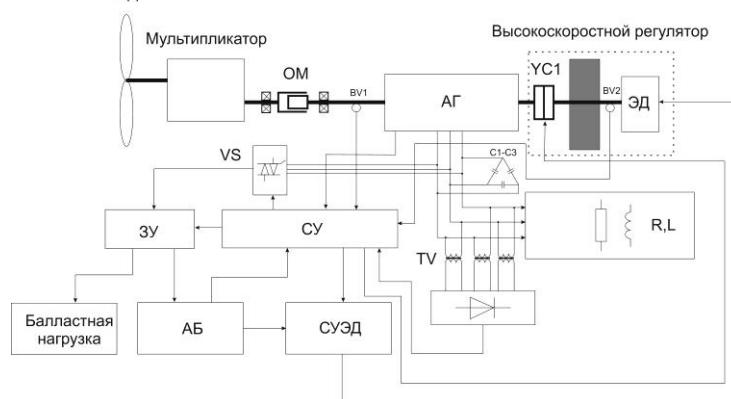 Высокоскоростной регулятор
Мультипликатор
ОМ
BV1
АГ
YC1
BV2
ЭД
VS
C1-C3
ЗУ
СУ
TV
R,L
Балластная
нагрузка
АБ
СУЭД